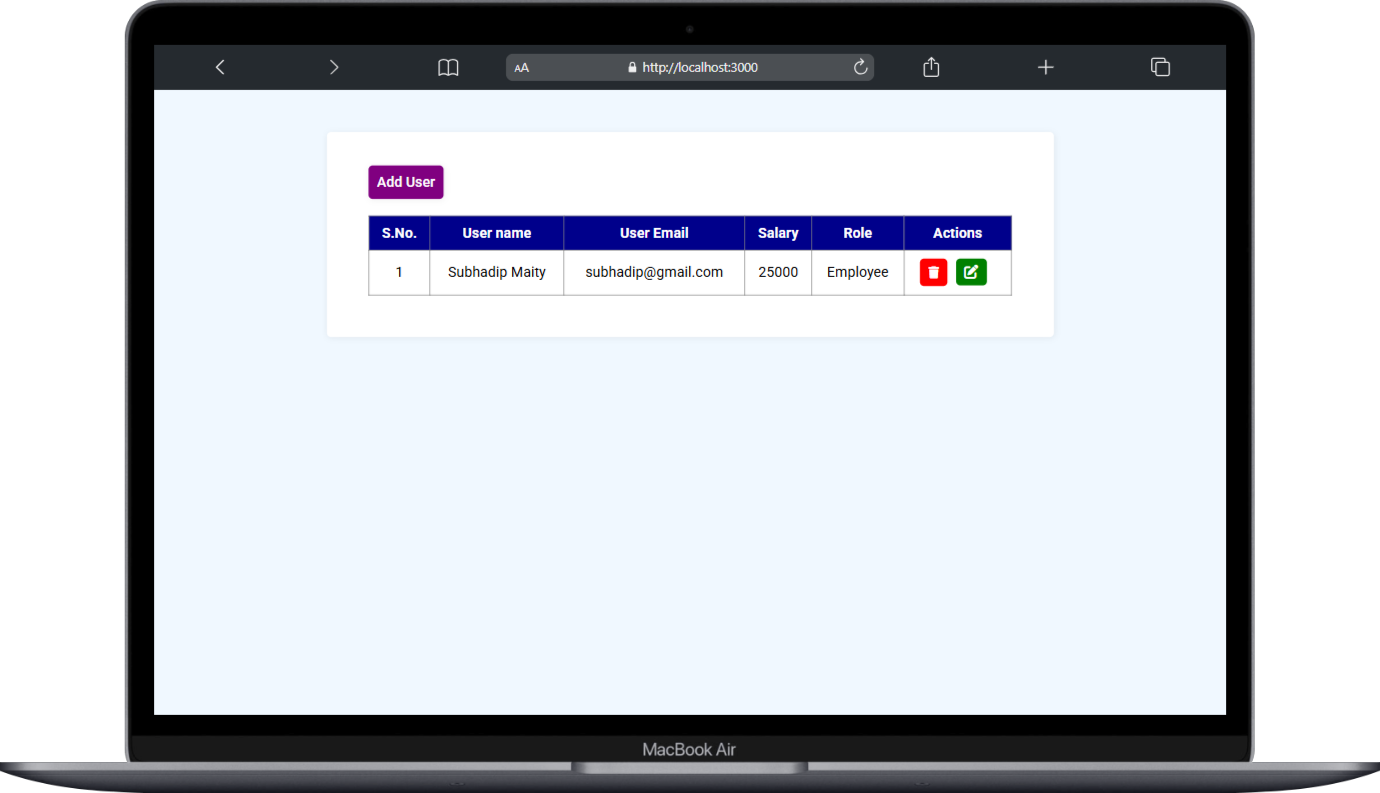 AA http://localhost:3000
Add User
S.No. User name User Email Salary Role Actions
1 Subhadip Maity subhadip@gmail.com 25000 Employee
MacBook Air